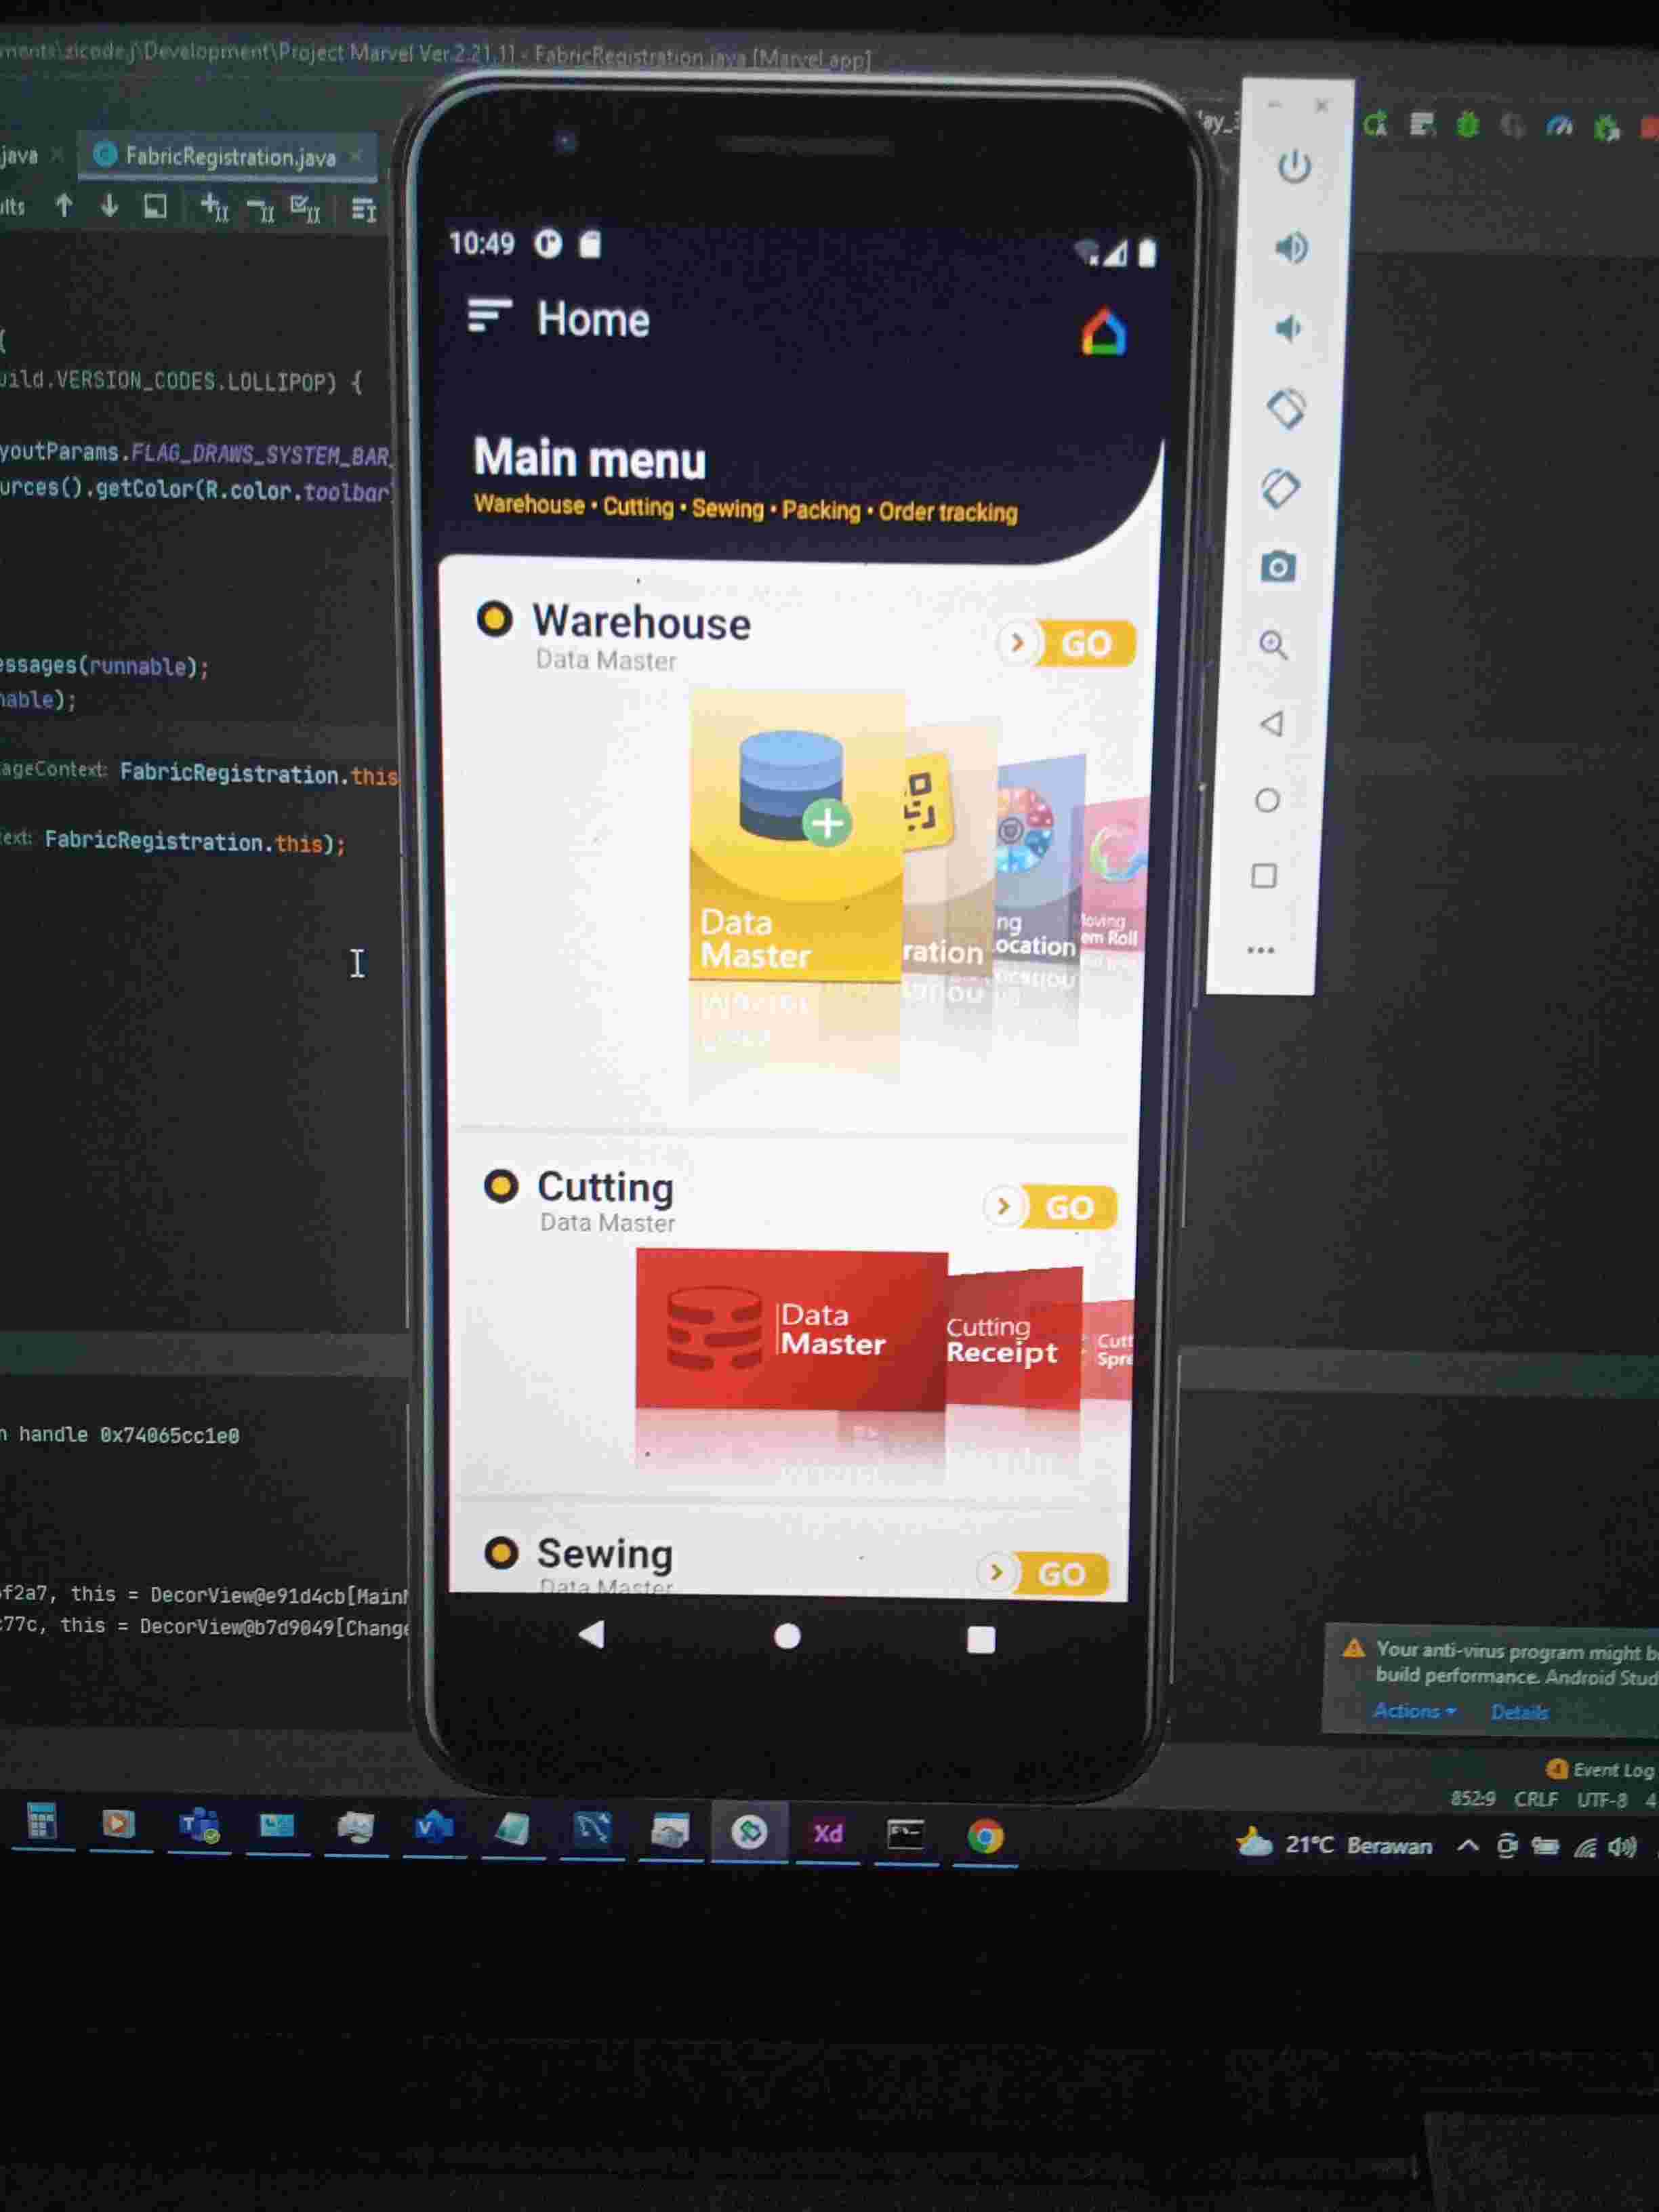 \Development\Project Marvel Ver.2.21.11 - FabricRegistration.java [Marvel.app]
java
FabricRegistration.java
{
.VERSION_CODES.LOLLIPOP) {
youtParams.FLAG_DRAWS_SYSTEM_BAR_
urces().getColor(R.color.toolbar
essages(runnable);
nable);
ageContext: FabricRegistration.this
ext: FabricRegistration.this);
n handle 0x74065cc1e0
f2a7, this = DecorView@e91d4cb[Main
77c, this = DecorView@b7d9049[Change
10:49
Home
Main menu
Warehouse • Cutting • Sewing • Packing • Order tracking
Warehouse
Data Master
GO
Data
Master
ration
ng
ocation
Moving
em Roll
Cutting
Data Master
GO
Data
Master
Cutting
Receipt
Cutt
Spre
Sewing
Data Master
GO
Your anti-virus program might b
build performance. Android Stud
Actions
Details
Event Log
852:9 CRLF UTF-8 4
Xd
21°C Berawan